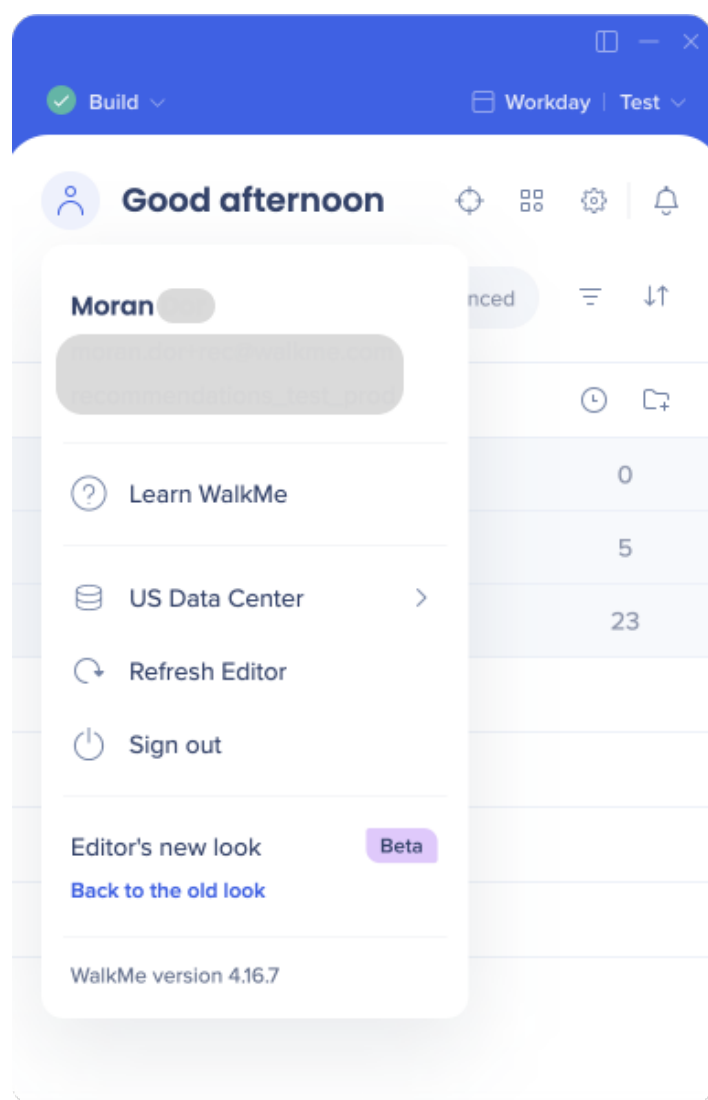 Build
Workday | Test
Good afternoon
nced
Moran
0
5
23
Learn WalkMe
US Data Center
Refresh Editor
Sign out
Editor's new look
Beta
Back to the old look
WalkMe version 4.16.7